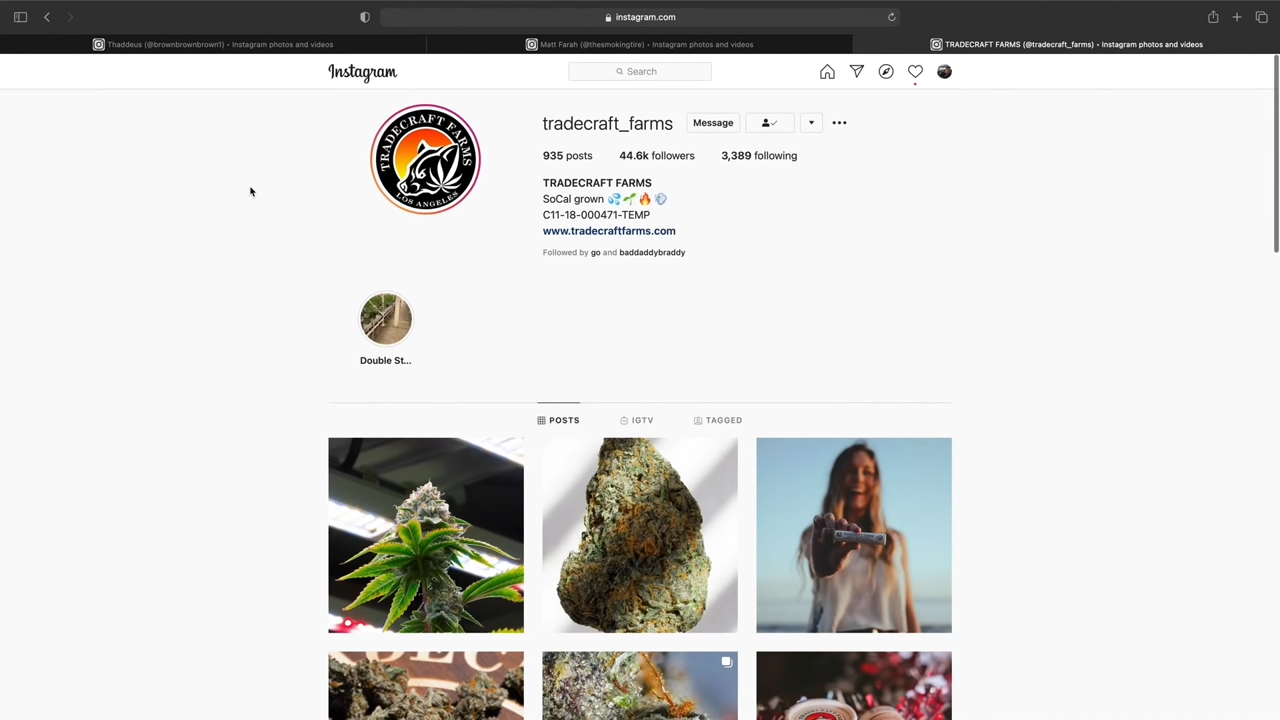 instagram.com
Thaddeus (@brownbrownbrown1) • Instagram photos and videos
Matt Farah (@thesmokingtire) • Instagram photos and videos
TRADECRAFT FARMS (@tradecraft_farms) • Instagram photos and videos
Instagram
Search
TRADECRAFT FARMS
LOS ANGELES
tradecraft_farms
Message
935 posts 44.6k followers 3,389 following
TRADECRAFT FARMS
SoCal grown 💦🌱🔥💨
C11-18-000471-TEMP
www.tradecraftfarms.com
Followed by go and baddaddybraddy
Double St...
POSTS IGTV TAGGED